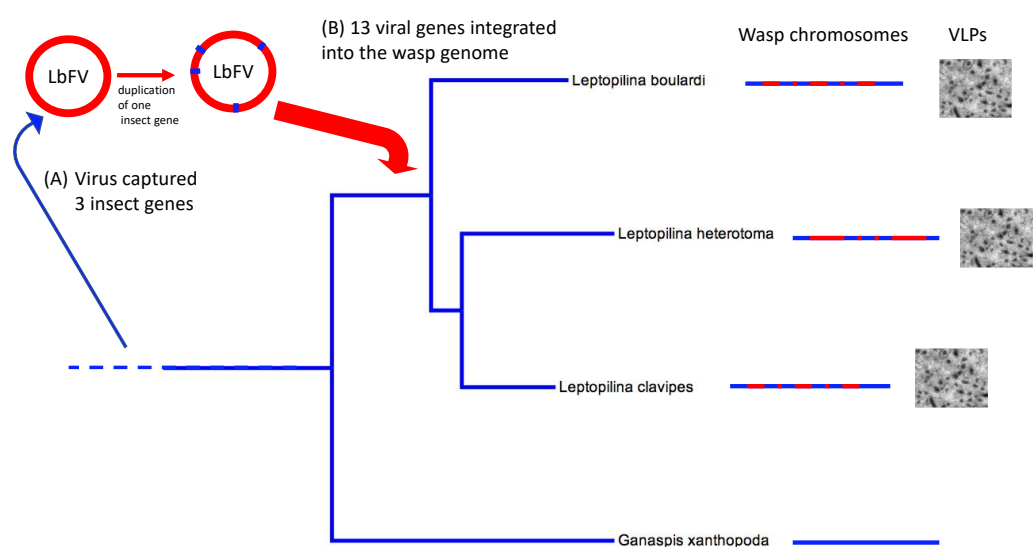 (B) 13 viral genes integrated
into the wasp genome
Wasp chromosomes
VLPs
LbFV
duplication
of one
insect gene
LbFV
Leptopilina boulardi
(A) Virus captured
3 insect genes
Leptopilina heterotoma
Leptopilina clavipes
Ganaspis xanthopoda